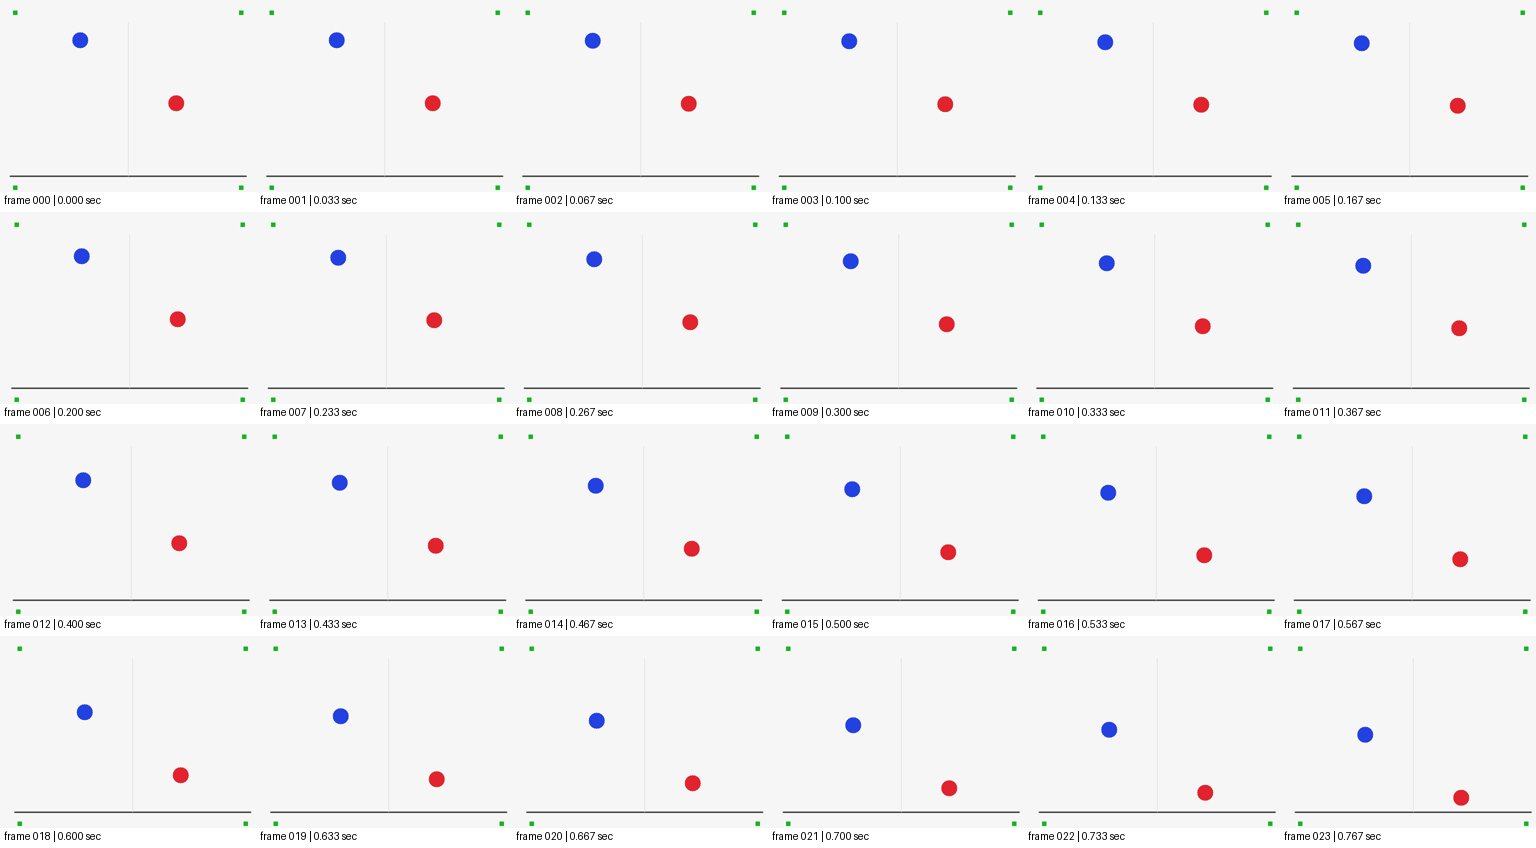 frame 000 | 0.000 sec
frame 001 | 0.033 sec
frame 002 | 0.067 sec
frame 003 | 0.100 sec
frame 004 | 0.133 sec
frame 005 | 0.167 sec
frame 006 | 0.200 sec
frame 007 | 0.233 sec
frame 008 | 0.267 sec
frame 009 | 0.300 sec
frame 010 | 0.333 sec
frame 011 | 0.367 sec
frame 012 | 0.400 sec
frame 013 | 0.433 sec
frame 014 | 0.467 sec
frame 015 | 0.500 sec
frame 016 | 0.533 sec
frame 017 | 0.567 sec
frame 018 | 0.600 sec
frame 019 | 0.633 sec
frame 020 | 0.667 sec
frame 021 | 0.700 sec
frame 022 | 0.733 sec
frame 023 | 0.767 sec